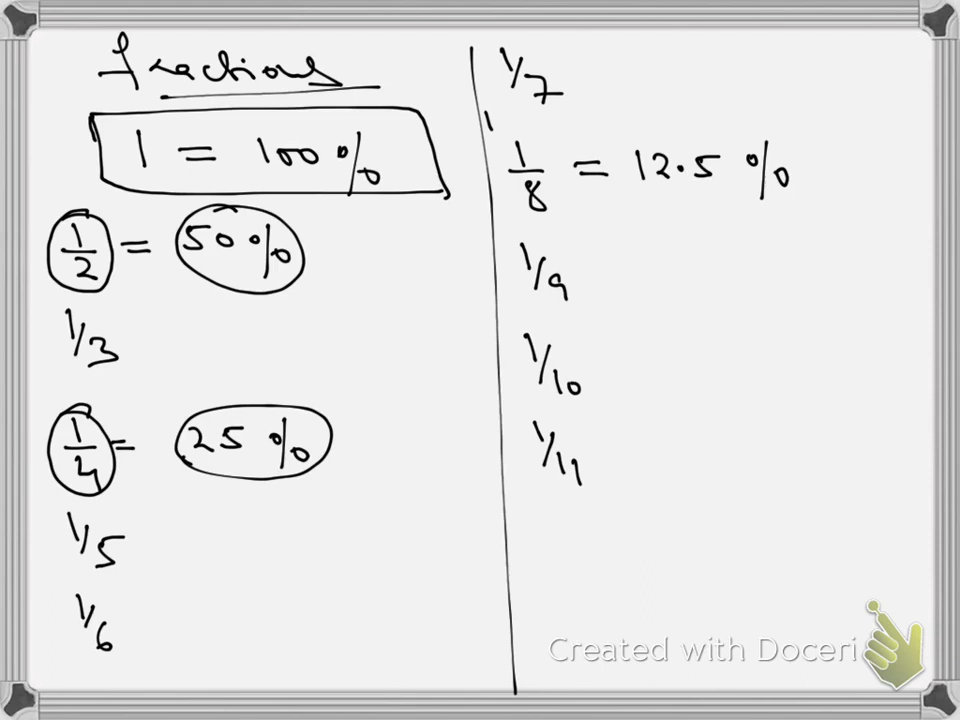 fractions
1 = 100%
1/2 = 50%
1/3
1/4 = 25%
1/5
1/6
1/7
1/8 = 12.5 %
1/9
1/10
1/11
Created with Doceri